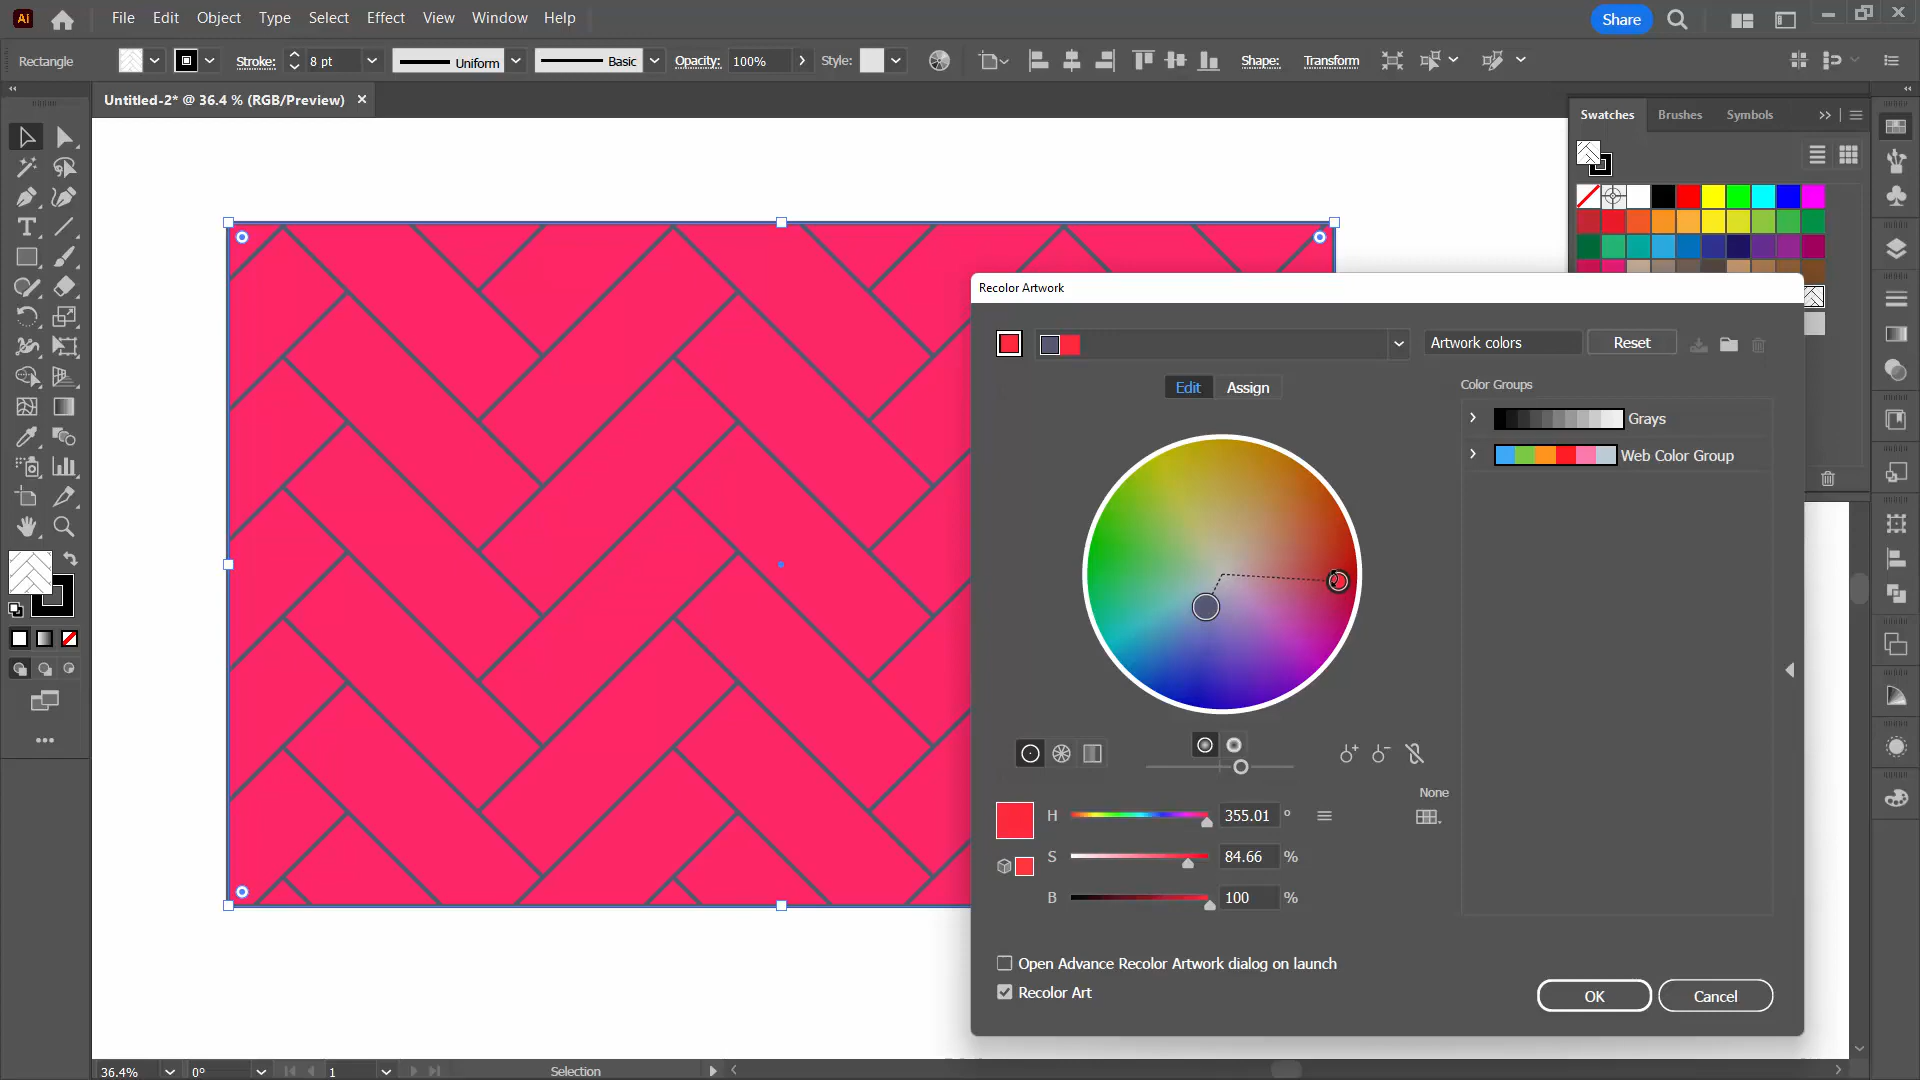 Ai File Edit Object Type Select Effect View Window Help Share
Rectangle Stroke: 8 pt Uniform Basic Opacity: 100% Style: Shape: Transform
Untitled-2* @ 36.4 % (RGB/Preview)
Swatches Brushes Symbols
Recolor Artwork
Artwork colors Reset
Edit Assign
Color Groups
Grays
Web Color Group
None
H 355.01 °
S 84.66 %
B 100 %
Open Advance Recolor Artwork dialog on launch
Recolor Art
OK Cancel
36.4% 0° 1 Selection